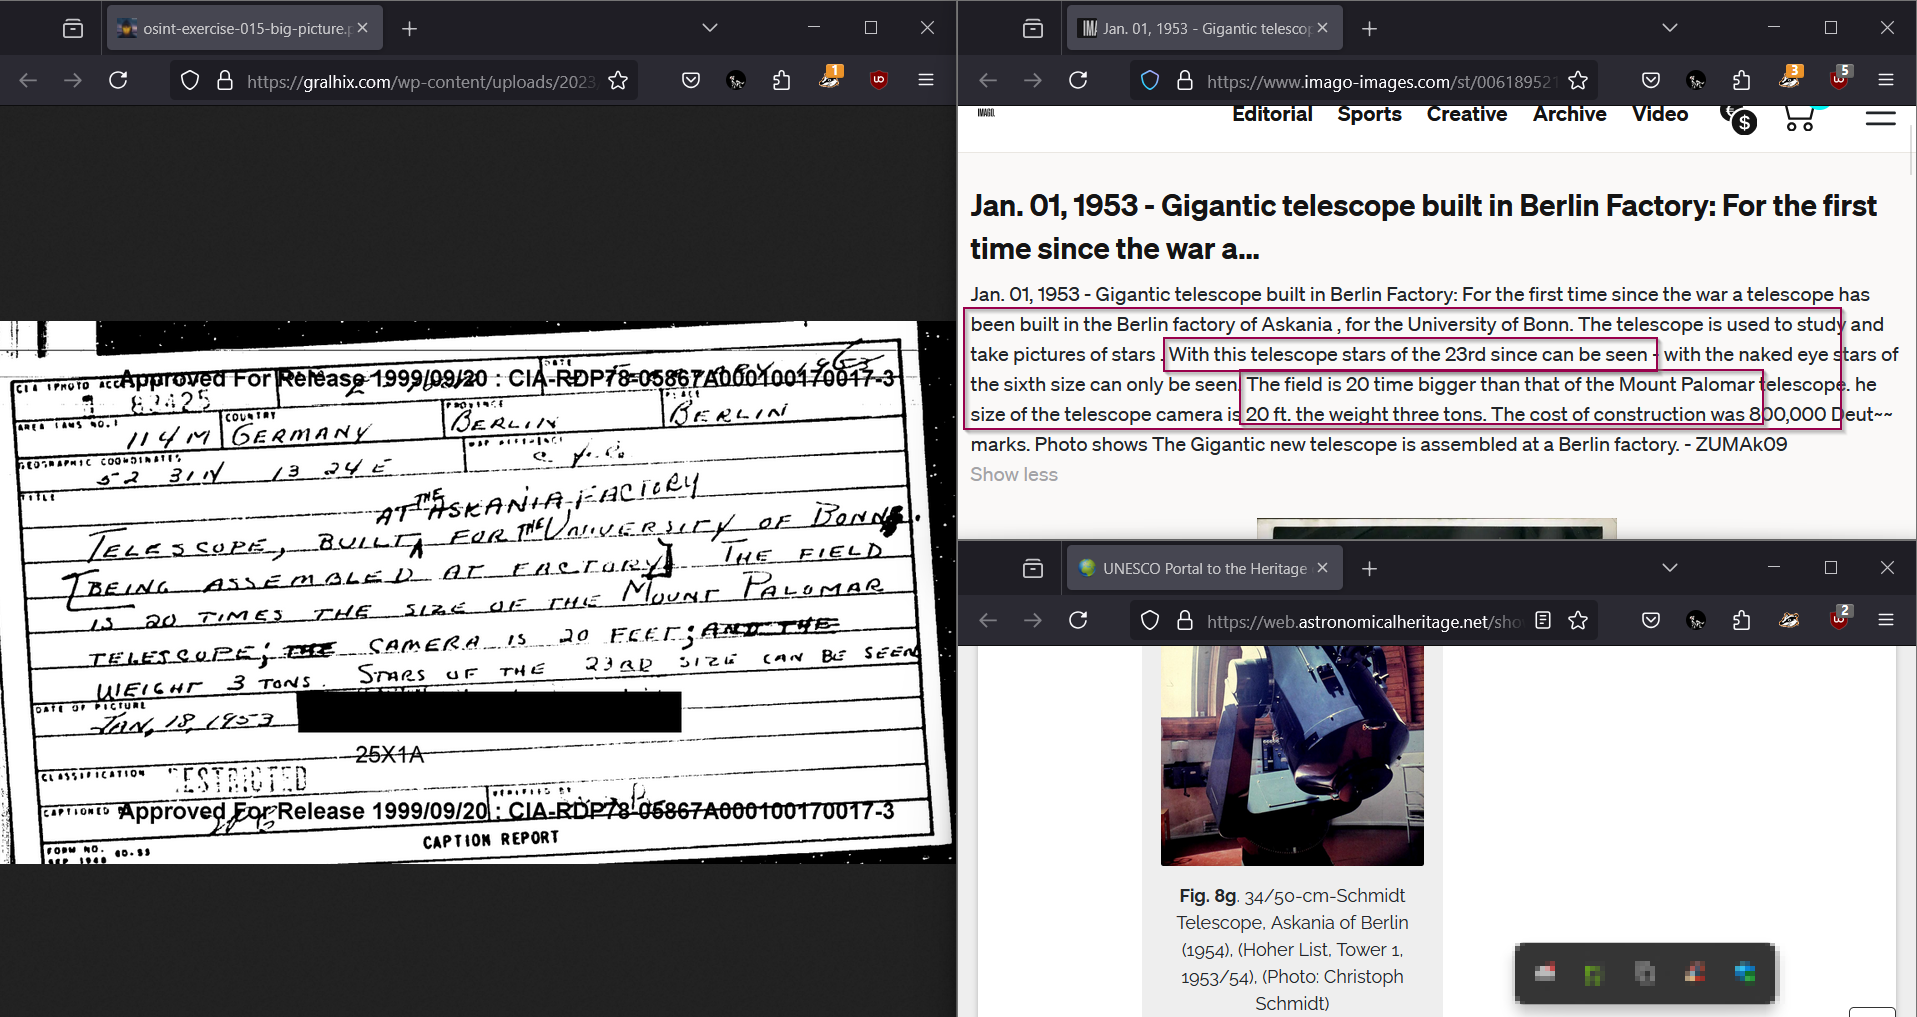 osint-exercise-015-big-picture.p
https://gralhix.com/wp-content/uploads/2023
1
CIA (PHOTO ACC
Approved For Release 1999/09/20 : CIA-RDP78-05867A000100170017-3
DATE
83425
AREA (AMS NO.)
114M
COUNTRY
GERMANY
PROVINCE
BERLIN
PLACE
BERLIN
GEOGRAPHIC COORDINATES
52 31N 13 24E
MAP REFERENCE
TITLE
AT THE ASKANIA FACTORY
TELESCOPE, BUILT ^ FOR THE UNIVERSITY OF BONN.
[BEING ASSEMBLED AT FACTORY] THE FIELD
IS 20 TIMES THE SIZE OF THE MOUNT PALOMAR
TELESCOPE; THE CAMERA IS 20 FEET; AND THE
WEIGHT 3 TONS. STARS OF THE 23RD SIZE CAN BE SEEN
DATE OF PICTURE
JAN, 18, 1953
25X1A
CLASSIFICATION RESTRICTED
CAPTIONED
Approved For Release 1999/09/20 : CIA-RDP78-05867A000100170017-3
FORM NO.
SEP 1948 00-55
CAPTION REPORT
Jan. 01, 1953 - Gigantic telescop
https://www.imago-images.com/st/006189521
3
5
IMAGO.
Editorial Sports Creative Archive Video
€ $
Jan. 01, 1953 - Gigantic telescope built in Berlin Factory: For the first
time since the war a...
Jan. 01, 1953 - Gigantic telescope built in Berlin Factory: For the first time since the war a telescope has
been built in the Berlin factory of Askania , for the University of Bonn. The telescope is used to study and
take pictures of stars . With this telescope stars of the 23rd since can be seen - with the naked eye stars of
the sixth size can only be seen. The field is 20 time bigger than that of the Mount Palomar telescope. he
size of the telescope camera is 20 ft. the weight three tons. The cost of construction was 800,000 Deut~~
marks. Photo shows The Gigantic new telescope is assembled at a Berlin factory. - ZUMAk09
Show less
UNESCO Portal to the Heritage
https://web.astronomicalheritage.net/sho
2
Fig. 8g. 34/50-cm-Schmidt
Telescope, Askania of Berlin
(1954), (Hoher List, Tower 1,
1953/54), (Photo: Christoph
Schmidt)